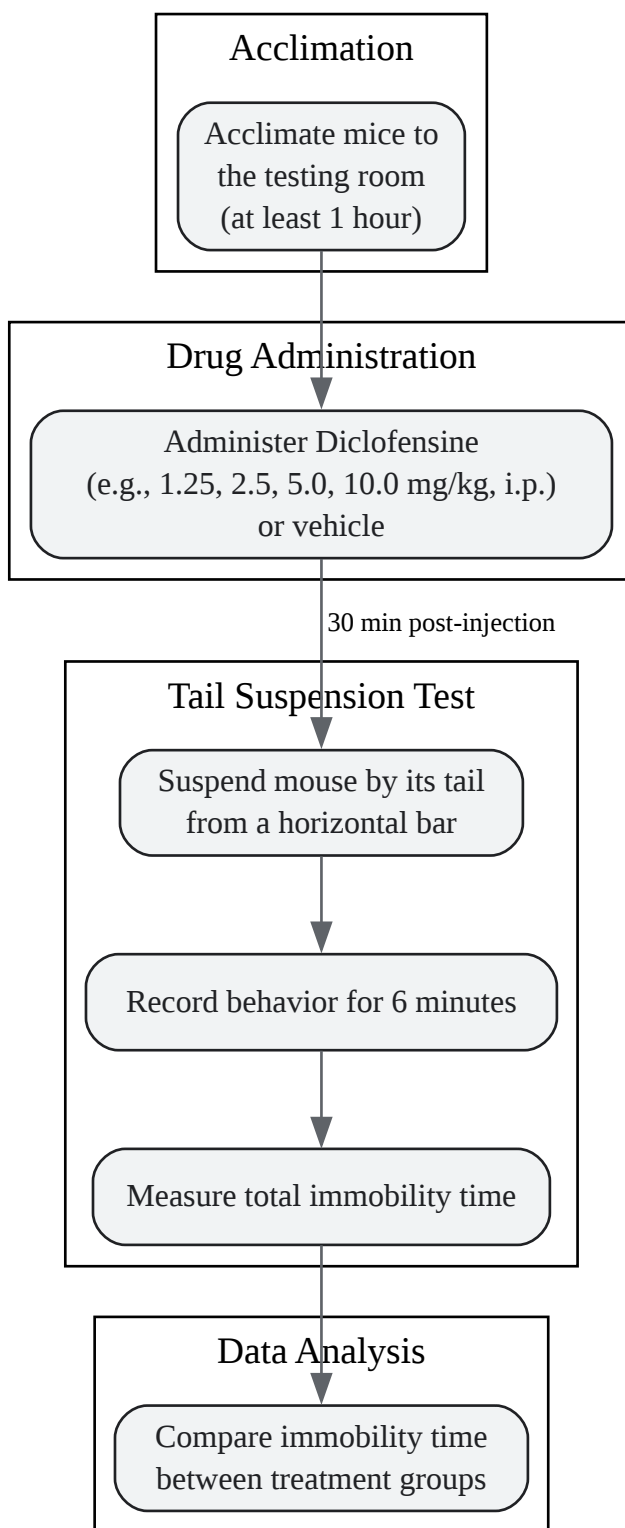 Acclimation
Acclimate mice to
the testing room
(at least 1 hour)
Drug Administration
Administer Diclofensine
(e.g., 1.25, 2.5, 5.0, 10.0 mg/kg, i.p.)
or vehicle
30 min post-injection
Tail Suspension Test
Suspend mouse by its tail
from a horizontal bar
Record behavior for 6 minutes
Measure total immobility time
Data Analysis
Compare immobility time
between treatment groups